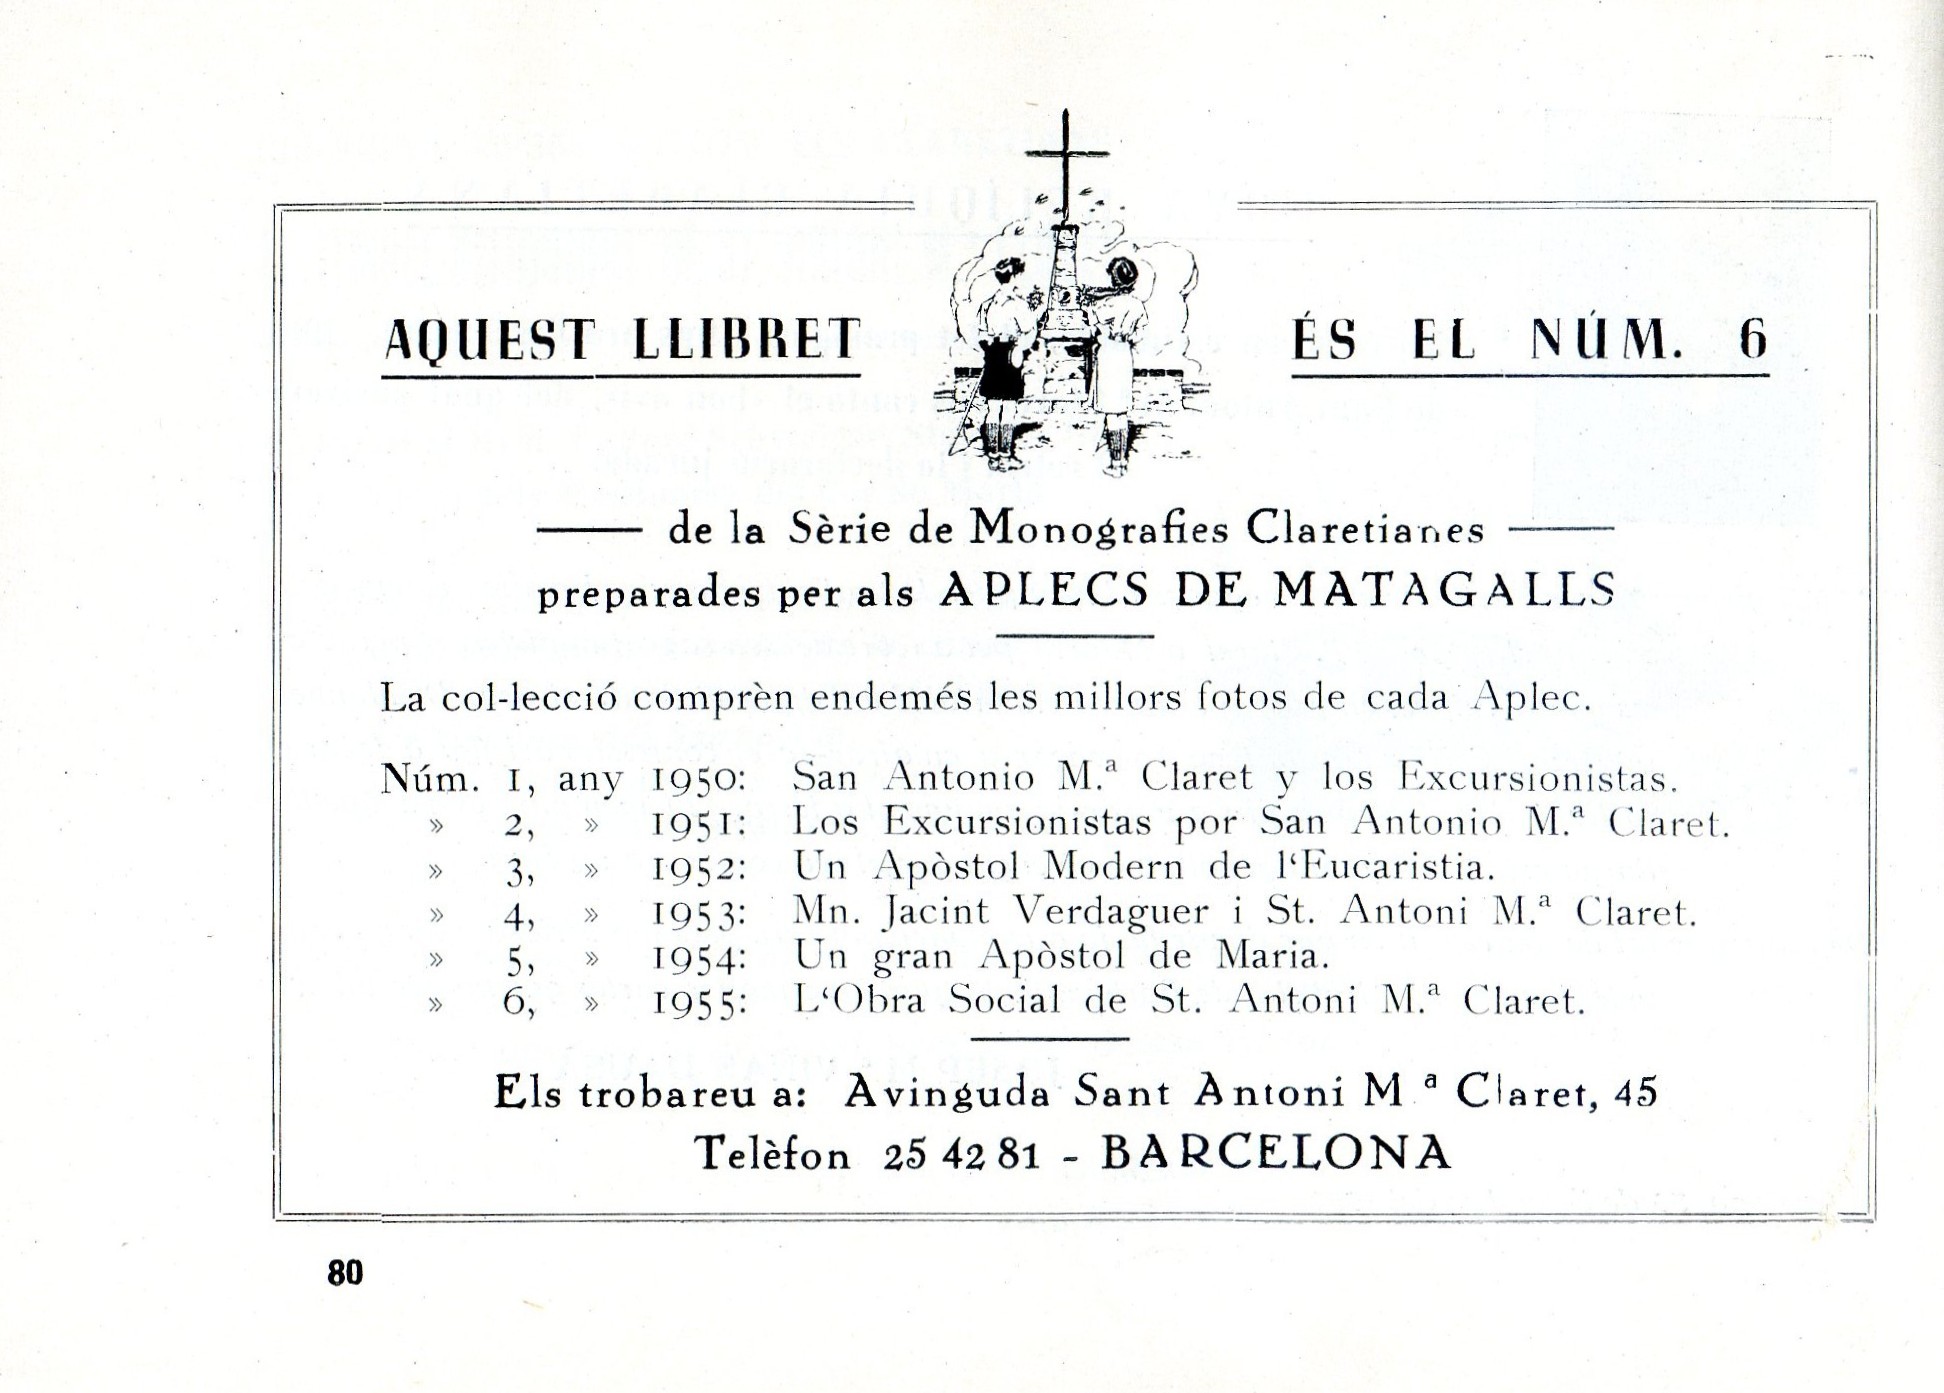 AQUEST LLIBRET ÉS EL NÚM. 6
de la Sèrie de Monografies Claretianes
preparades per als APLECS DE MATAGALLS
La col-lecció comprèn endemés les millors fotos de cada Aplec.
Núm. 1, any 1950: San Antonio M.ª Claret y los Excursionistas.
» 2, » 1951: Los Excursionistas por San Antonio M.ª Claret.
» 3, » 1952: Un Apòstol Modern de l‘Eucaristia.
» 4, » 1953: Mn. Jacint Verdaguer i St. Antoni M.ª Claret.
» 5, » 1954: Un gran Apòstol de Maria.
» 6, » 1955: L‘Obra Social de St. Antoni M.ª Claret.
Els trobareu a: Avinguda Sant Antoni M ª Claret, 45
Telèfon 25 42 81 - BARCELONA
80